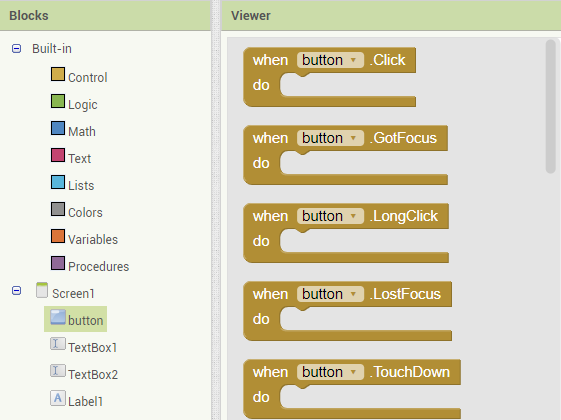 Blocks
Built-in
Control
Logic
Math
Text
Lists
Colors
Variables
Procedures
Screen1
button
TextBox1
TextBox2
Label1
Viewer
when button .Click
do
when button .GotFocus
do
when button .LongClick
do
when button .LostFocus
do
when button .TouchDown
do